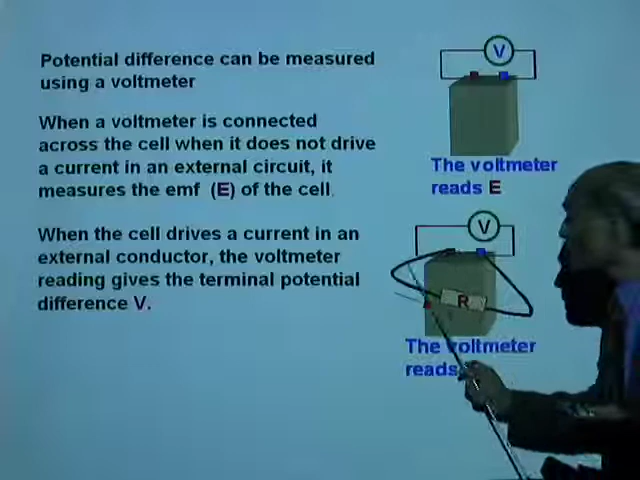 Potential difference can be measured
using a voltmeter
When a voltmeter is connected
across the cell when it does not drive
a current in an external circuit, it
measures the emf (E) of the cell.
When the cell drives a current in an
external conductor, the voltmeter
reading gives the terminal potential
difference V.
V
The voltmeter
reads E
V
R
The voltmeter
reads